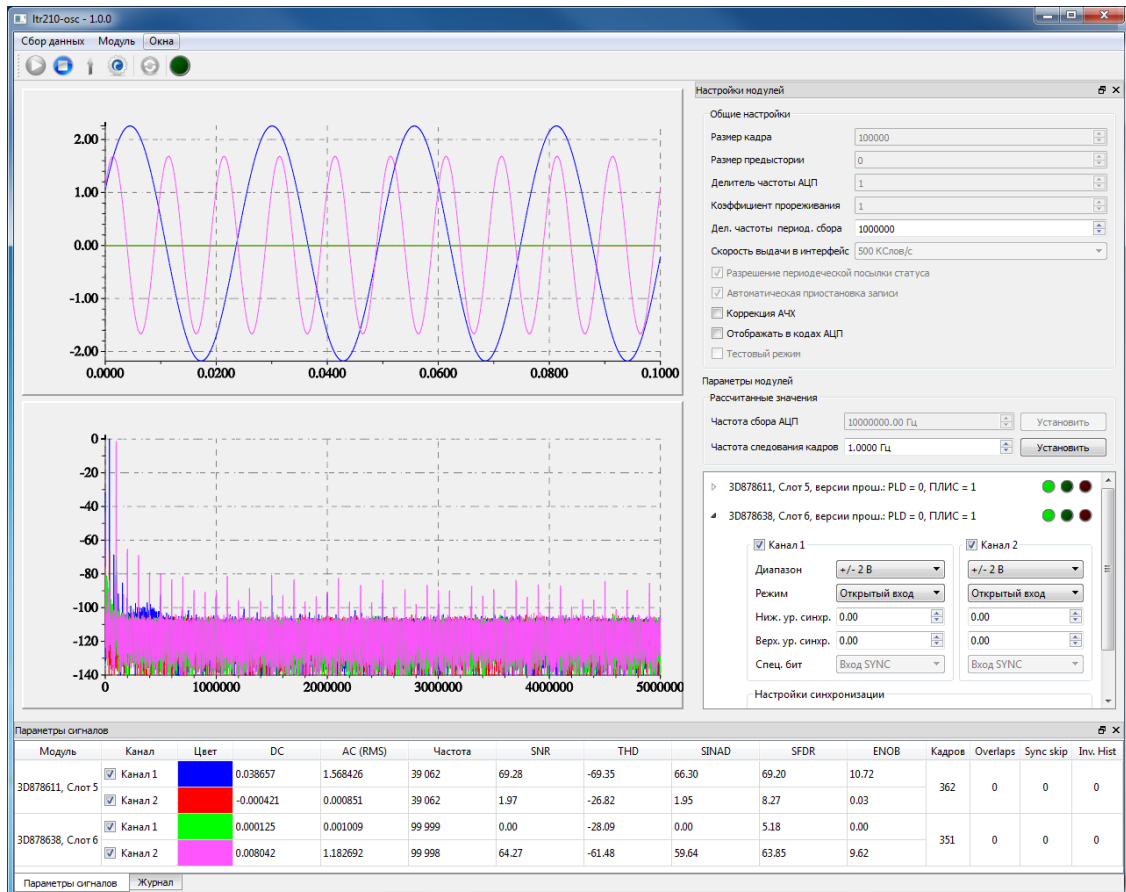 ltr210-osc - 1.0.0
Сбор данных Модуль Окна
2.00
1.00
0.00
-1.00
-2.00
0.0000 0.0200 0.0400 0.0600 0.0800 0.1000
0
-20
-40
-60
-80
-100
-120
-140
0 1000000 2000000 3000000 4000000 5000000
Настройки модулей
Общие настройки
Размер кадра 100000
Размер предыстории 0
Делитель частоты АЦП 1
Коэффициент прореживания 1
Дел. частоты период. сбора 1000000
Скорость выдачи в интерфейс 500 КСлов/с
Разрешение периодеческой посылки статуса
Автоматическая приостановка записи
Коррекция АЧХ
Отображать в кодах АЦП
Тестовый режим
Параметры модулей
Рассчитанные значения
Частота сбора АЦП 10000000.00 Гц Установить
Частота следования кадров 1.0000 Гц Установить
3D878611, Слот 5, версии прош.: PLD = 0, ПЛИС = 1
3D878638, Слот 6, версии прош.: PLD = 0, ПЛИС = 1
Канал 1 Канал 2
Диапазон +/- 2 В +/- 2 В
Режим Открытый вход Открытый вход
Ниж. ур. синхр. 0.00 0.00
Верх. ур. синхр. 0.00 0.00
Спец. бит Вход SYNC Вход SYNC
Настройки синхронизации
Параметры сигналов
Модуль Канал Цвет DC AC (RMS) Частота SNR THD SINAD SFDR ENOB Кадров Overlaps Sync skip Inv. Hist
3D878611, Слот 5 Канал 1 0.038657 1.568426 39 062 69.28 -69.35 66.30 69.20 10.72 362 0 0 0
Канал 2 -0.000421 0.000851 39 062 1.97 -26.82 1.95 8.27 0.03
3D878638, Слот 6 Канал 1 0.000125 0.001009 99 999 0.00 -28.09 0.00 5.18 0.00 351 0 0 0
Канал 2 0.008042 1.182692 99 998 64.27 -61.48 59.64 63.85 9.62
Параметры сигналов Журнал